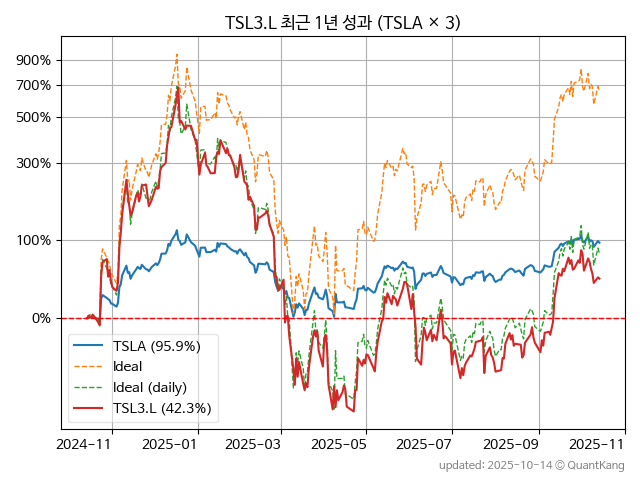 TSL3.L 최근 1년 성과 (TSLA × 3)
900%
700%
500%
300%
100%
0%
TSLA (95.9%)
Ideal
Ideal (daily)
TSL3.L (42.3%)
2024-11
2025-01
2025-03
2025-05
2025-07
2025-09
2025-11
updated: 2025-10-14 © QuantKang